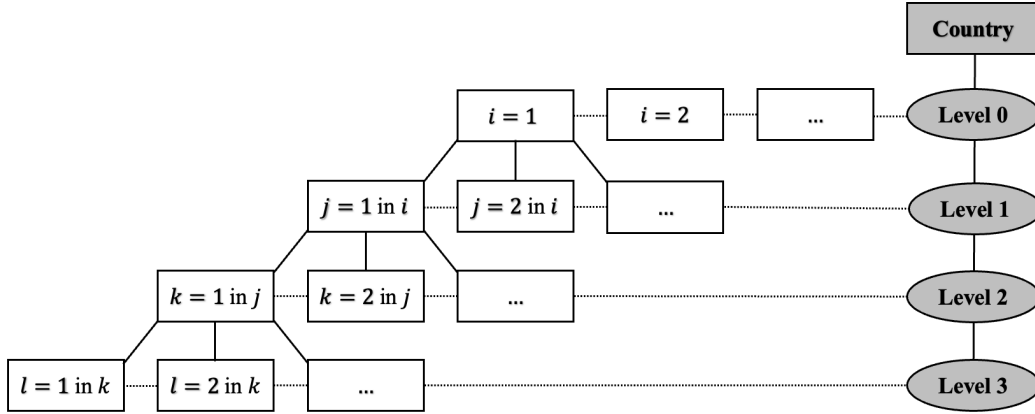 Country
i = 1
i = 2
...
Level 0
j = 1 in i
j = 2 in i
...
Level 1
k = 1 in j
k = 2 in j
...
Level 2
l = 1 in k
l = 2 in k
...
Level 3